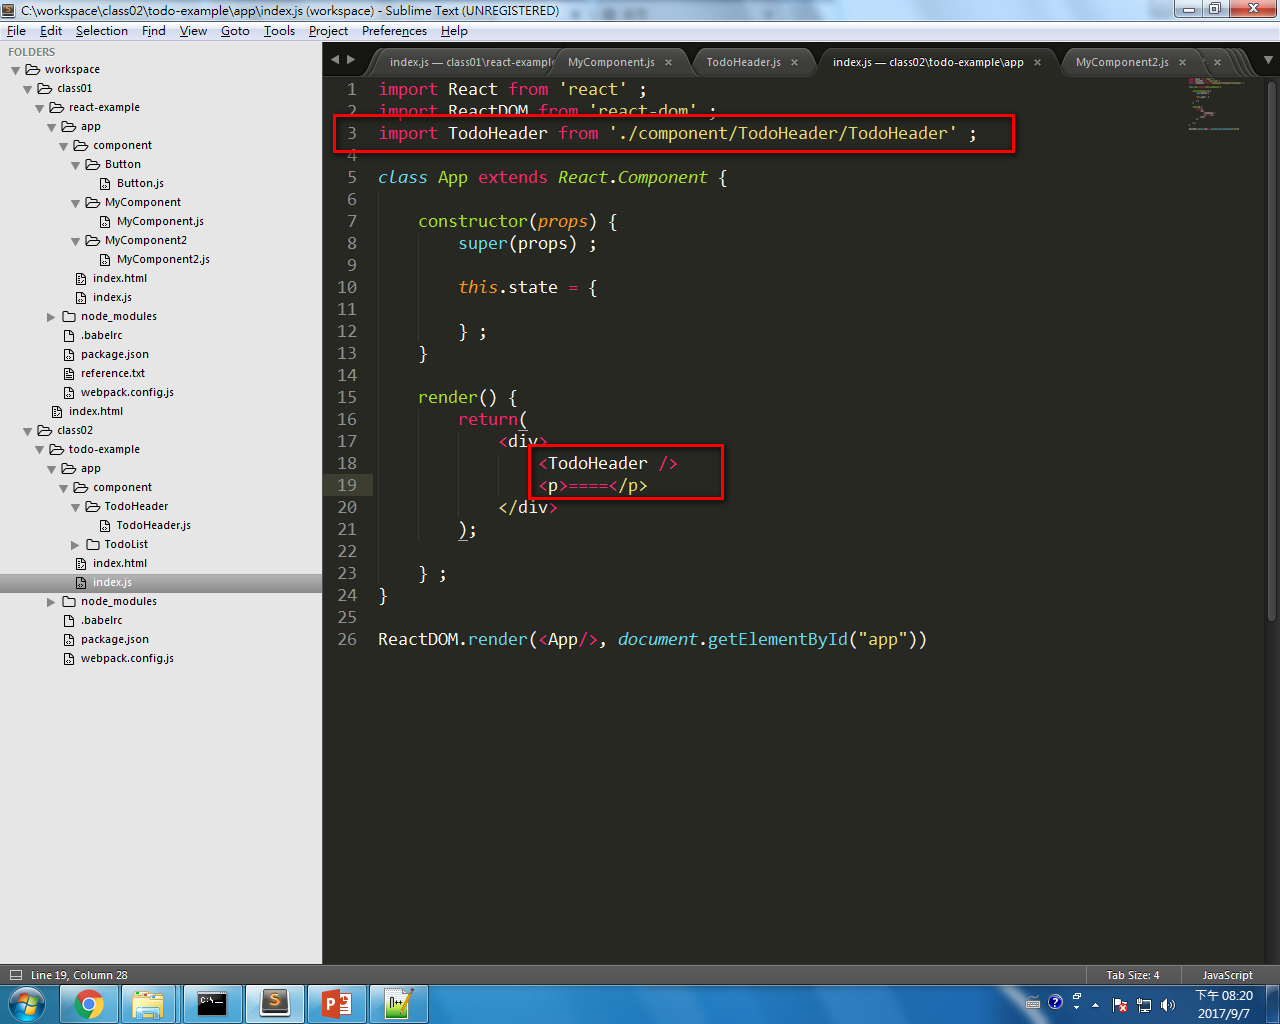 C:\workspace\class02\todo-example\app\index.js (workspace) - Sublime Text (UNREGISTERED)
File Edit Selection Find View Goto Tools Project Preferences Help
FOLDERS
workspace
class01
react-example
app
component
Button
Button.js
MyComponent
MyComponent.js
MyComponent2
MyComponent2.js
index.html
index.js
node_modules
.babelrc
package.json
reference.txt
webpack.config.js
index.html
class02
todo-example
app
component
TodoHeader
TodoHeader.js
TodoList
index.html
index.js
node_modules
.babelrc
package.json
webpack.config.js
index.js — class01\react-example MyComponent.js × TodoHeader.js × index.js — class02\todo-example\app × MyComponent2.js × ×
1 import React from 'react' ;
2 import ReactDOM from 'react-dom' ;
3 import TodoHeader from './component/TodoHeader/TodoHeader' ;
4
5 class App extends React.Component {
6
7 constructor(props) {
8 super(props) ;
9
10 this.state = {
11
12 } ;
13 }
14
15 render() {
16 return(
17 <div>
18 <TodoHeader />
19 <p>====</p>
20 </div>
21 );
22
23 } ;
24 }
25
26 ReactDOM.render(<App/>, document.getElementById("app"))
Line 19, Column 28 Tab Size: 4 JavaScript
下午 08:20
2017/9/7